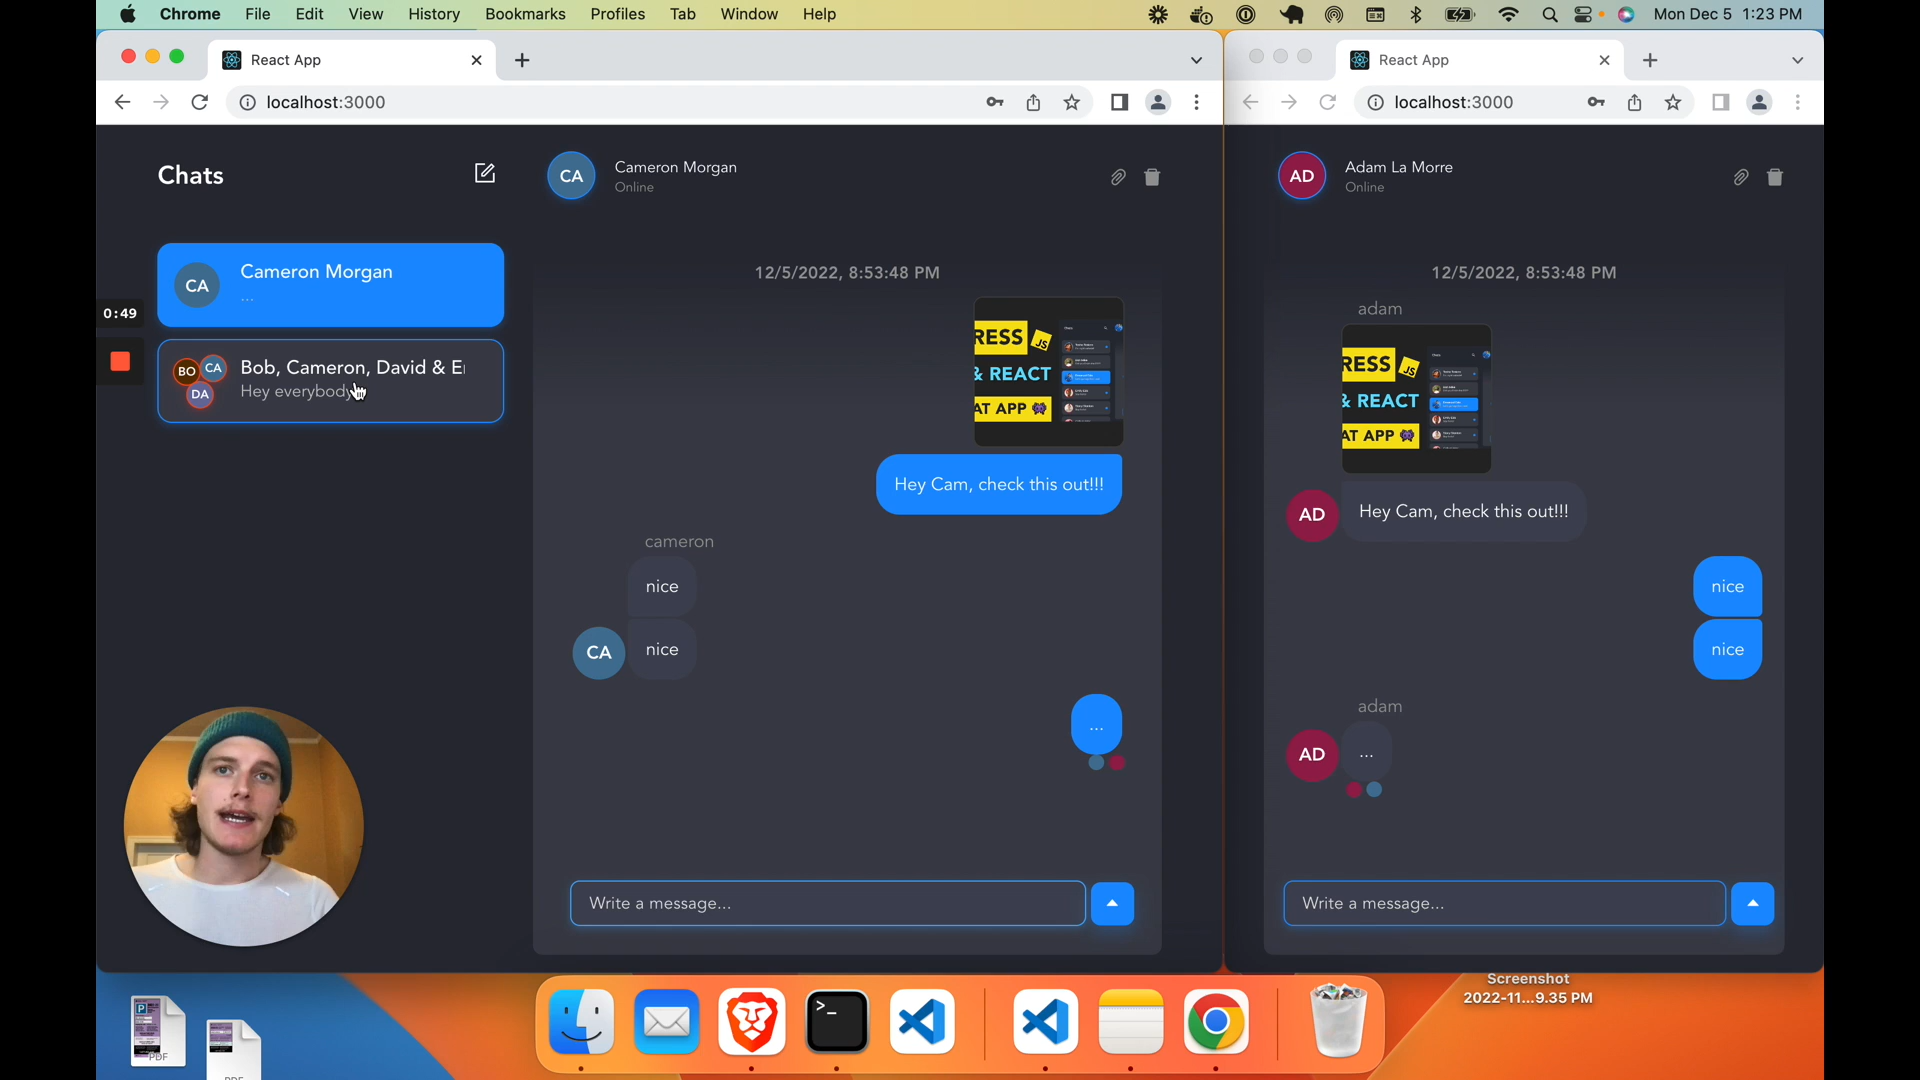 Chrome File Edit View History Bookmarks Profiles Tab Window Help Mon Dec 5 1:23 PM
React App
localhost:3000
React App
localhost:3000
Chats
CA
Cameron Morgan
Online
AD
Adam La Morre
Online
CA
Cameron Morgan
...
0:49
BO
CA
DA
Bob, Cameron, David & E
Hey everybody
12/5/2022, 8:53:48 PM
RESS
JS
& REACT
AT APP
Chats
Hey Cam, check this out!!!
cameron
nice
CA
nice
...
Write a message...
12/5/2022, 8:53:48 PM
adam
RESS
JS
& REACT
AT APP
AD
Hey Cam, check this out!!!
nice
nice
adam
AD
...
Write a message...
Screenshot
2022-11...9.35 PM
PDF
PDF
>_